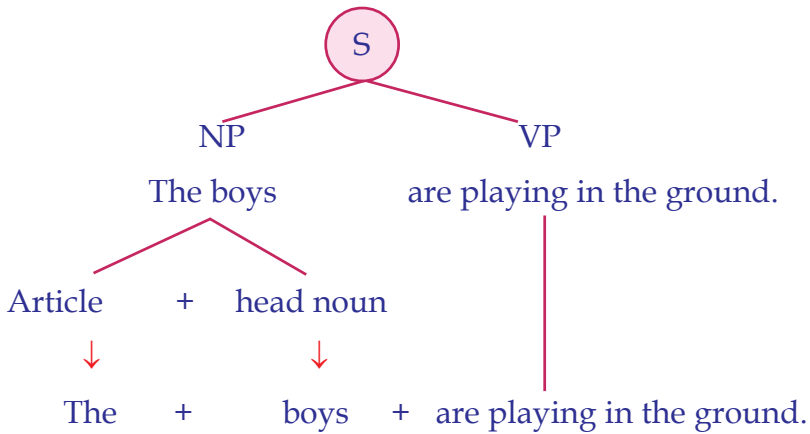 S
NP VP
The boys are playing in the ground.
Article + head noun
↓ ↓
The + boys + are playing in the ground.